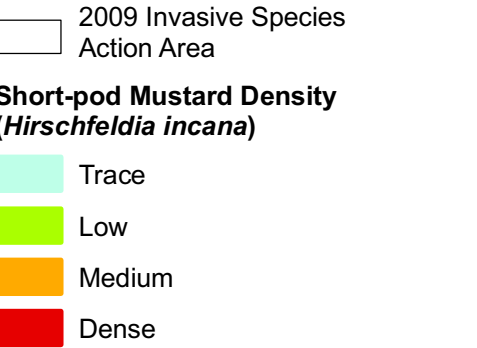 2009 Invasive Species
Action Area
Short-pod Mustard Density
(Hirschfeldia incana)
Trace
Low
Medium
Dense